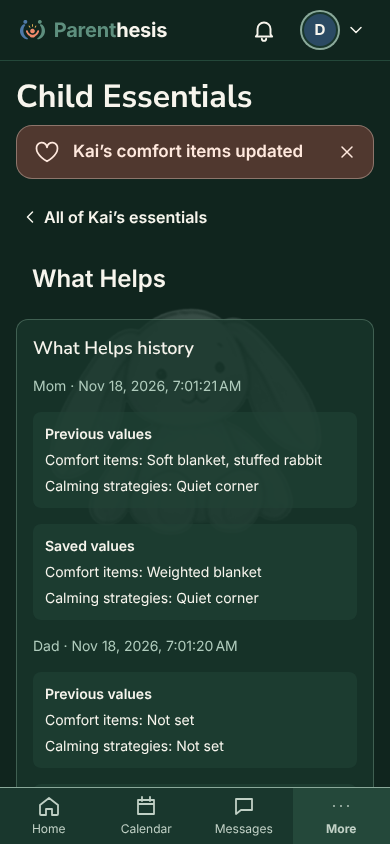 Parenthesis
D
Child Essentials
Kai’s comfort items updated
All of Kai’s essentials
What Helps
What Helps history
Mom · Nov 18, 2026, 7:01:21 AM
Previous values
Comfort items: Soft blanket, stuffed rabbit
Calming strategies: Quiet corner
Saved values
Comfort items: Weighted blanket
Calming strategies: Quiet corner
Dad · Nov 18, 2026, 7:01:20 AM
Previous values
Comfort items: Not set
Calming strategies: Not set
Home
Calendar
Messages
More